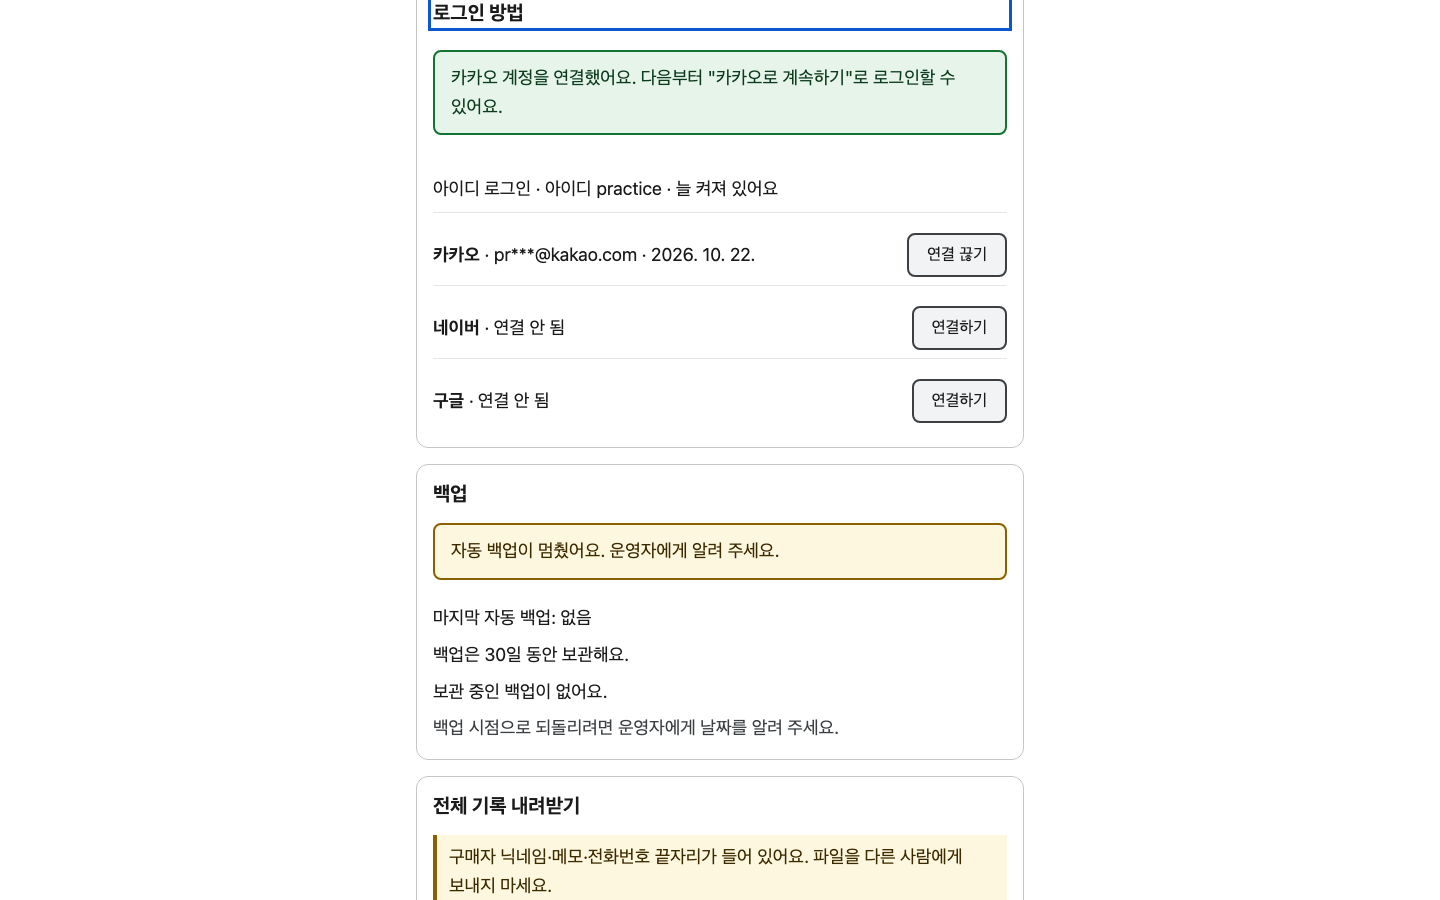 로그인 방법
카카오 계정을 연결했어요. 다음부터 "카카오로 계속하기"로 로그인할 수
있어요.
아이디 로그인 · 아이디 practice · 늘 켜져 있어요
카카오 · pr***@kakao.com · 2026. 10. 22.
연결 끊기
네이버 · 연결 안 됨
연결하기
구글 · 연결 안 됨
연결하기
백업
자동 백업이 멈췄어요. 운영자에게 알려 주세요.
마지막 자동 백업: 없음
백업은 30일 동안 보관해요.
보관 중인 백업이 없어요.
백업 시점으로 되돌리려면 운영자에게 날짜를 알려 주세요.
전체 기록 내려받기
구매자 닉네임·메모·전화번호 끝자리가 들어 있어요. 파일을 다른 사람에게
보내지 마세요.